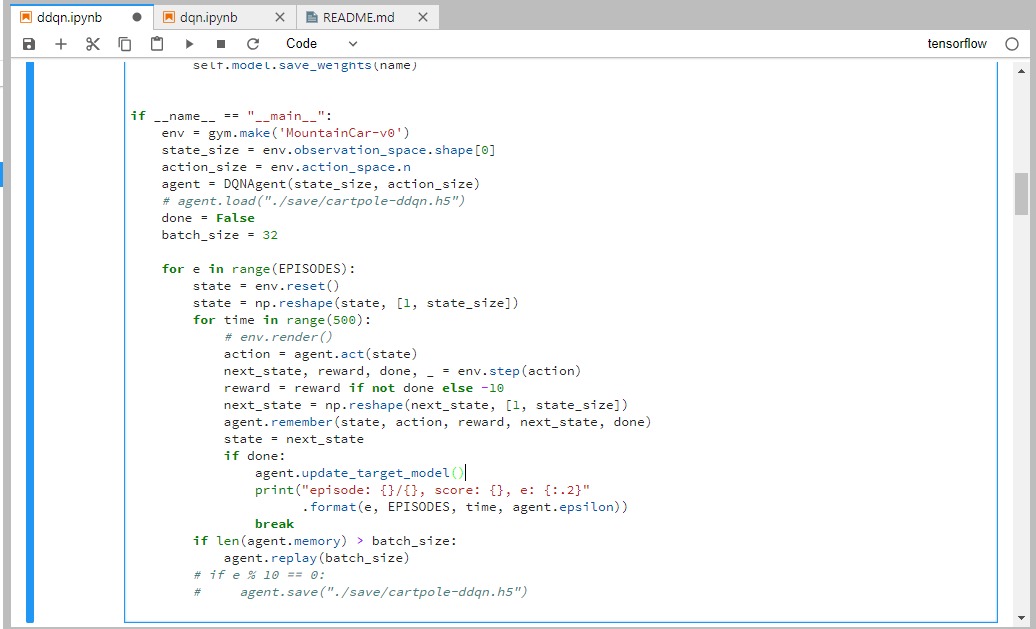 ddqn.ipynb dqn.ipynb README.md
Code tensorflow
self.model.save_weights(name)
if __name__ == "__main__":
    env = gym.make('MountainCar-v0')
    state_size = env.observation_space.shape[0]
    action_size = env.action_space.n
    agent = DQNAgent(state_size, action_size)
    # agent.load("./save/cartpole-ddqn.h5")
    done = False
    batch_size = 32
    for e in range(EPISODES):
        state = env.reset()
        state = np.reshape(state, [1, state_size])
        for time in range(500):
            # env.render()
            action = agent.act(state)
            next_state, reward, done, _ = env.step(action)
            reward = reward if not done else -10
            next_state = np.reshape(next_state, [1, state_size])
            agent.remember(state, action, reward, next_state, done)
            state = next_state
            if done:
                agent.update_target_model()
                print("episode: {}/{}, score: {}, e: {:.2}"
                      .format(e, EPISODES, time, agent.epsilon))
                break
        if len(agent.memory) > batch_size:
            agent.replay(batch_size)
        # if e % 10 == 0:
        #     agent.save("./save/cartpole-ddqn.h5")